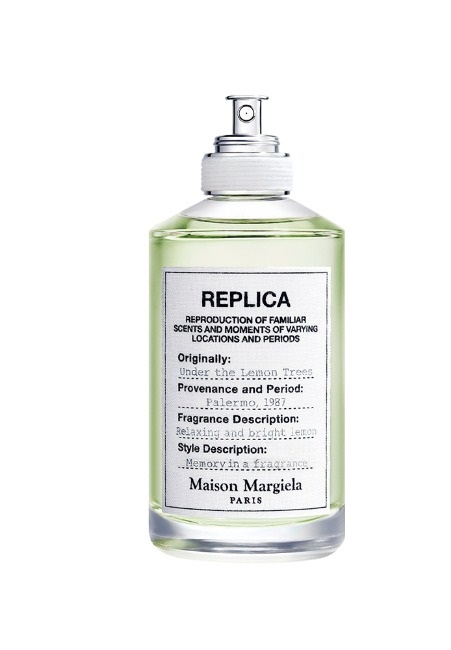 REPLICA
REPRODUCTION OF FAMILIAR
SCENTS AND MOMENTS OF VARYING
LOCATIONS AND PERIODS
Originally:
Under the Lemon Trees
Provenance and Period:
Palermo, 1987
Fragrance Description:
Relaxing and bright lemon
Style Description:
Memory in a fragrance
Maison Margiela
PARIS